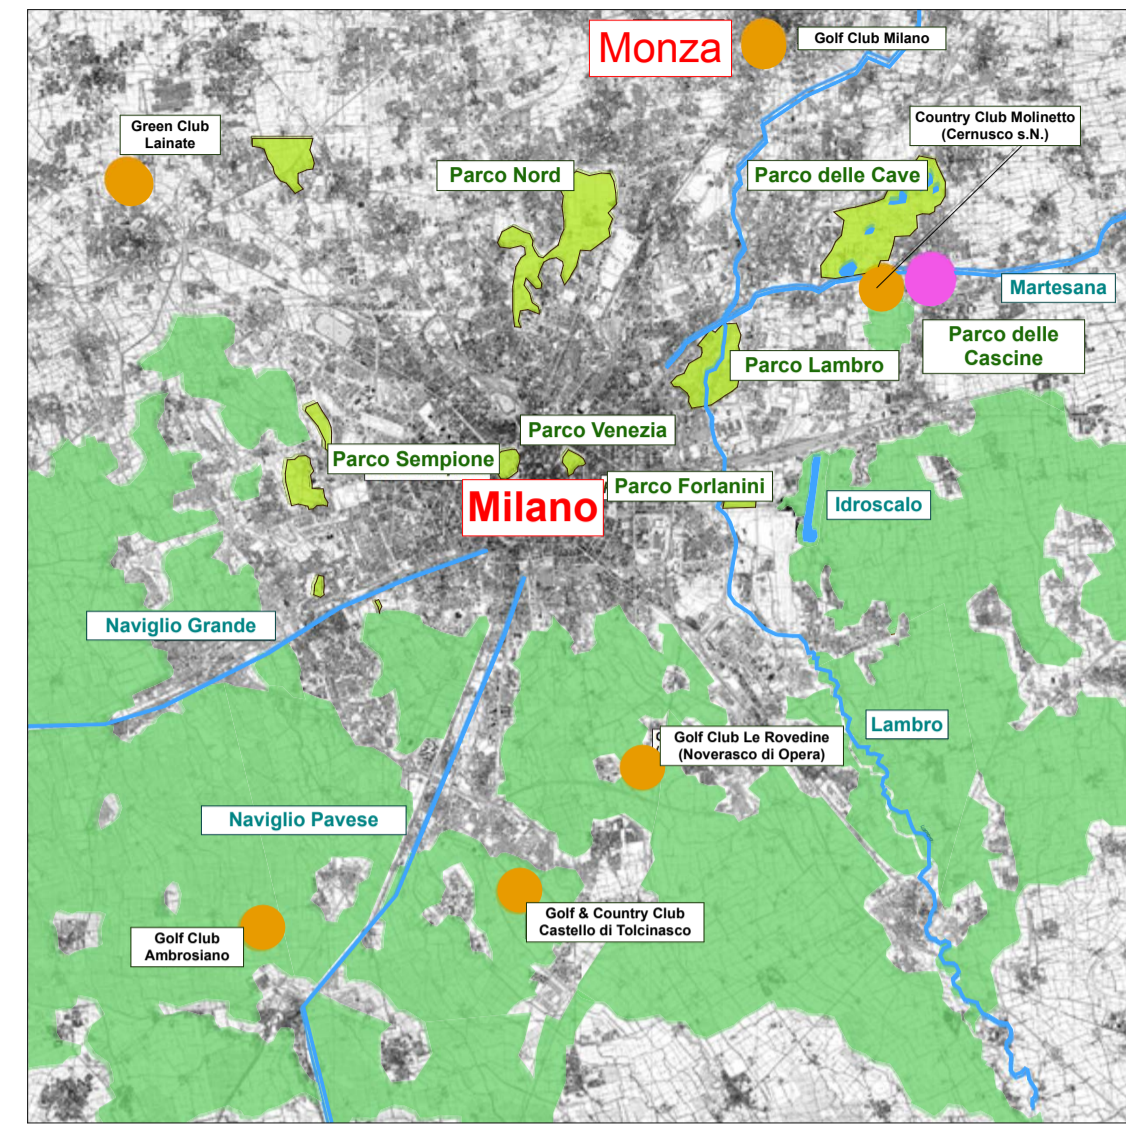 Monza
Golf Club Milano
Green Club
Lainate
Country Club Molinetto
(Cernusco s.N.)
Parco Nord
Parco delle Cave
Martesana
Parco delle
Cascine
Parco Lambro
Parco Venezia
Parco Sempione
Parco Forlanini
Milano
Idroscalo
Naviglio Grande
Lambro
Golf Club Le Rovedine
(Noverasco di Opera)
Naviglio Pavese
Golf & Country Club
Castello di Tolcinasco
Golf Club
Ambrosiano